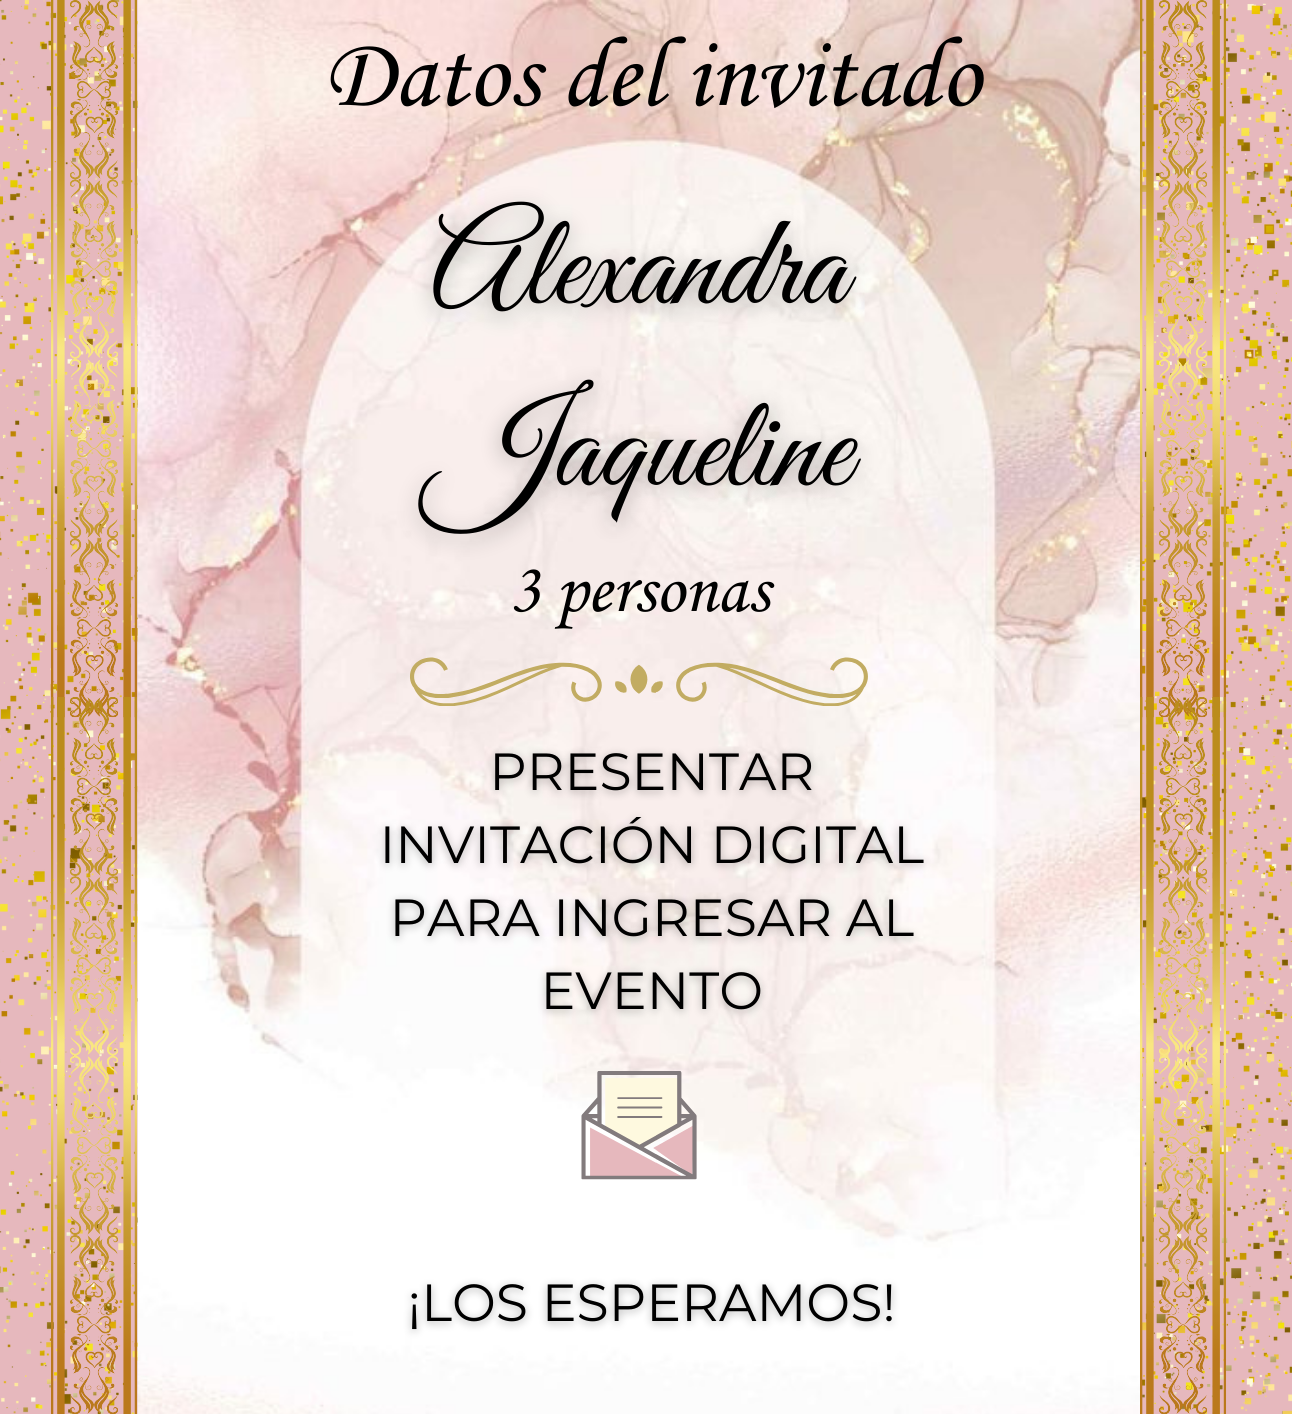 Datos del invitado
Alexandra
Jaqueline
3 personas
PRESENTAR
INVITACIÓN DIGITAL
PARA INGRESAR AL
EVENTO
¡LOS ESPERAMOS!